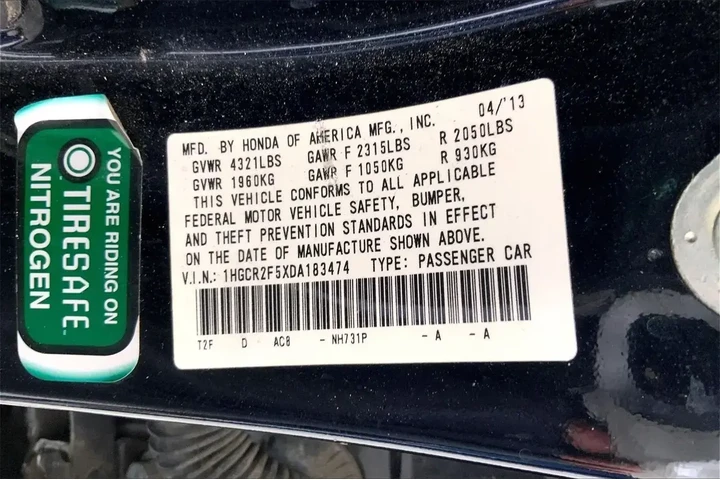 MFD. BY HONDA OF AMERICA MFG., INC. 04/'13
GVWR 4321LBS GAWR F 2315LBS R 2050LBS
GVWR 1960KG GAWR F 1050KG R 930KG
THIS VEHICLE CONFORMS TO ALL APPLICABLE
FEDERAL MOTOR VEHICLE SAFETY, BUMPER,
AND THEFT PREVENTION STANDARDS IN EFFECT
ON THE DATE OF MANUFACTURE SHOWN ABOVE.
V.I.N.: 1HGCR2F5XDA183474 TYPE: PASSENGER CAR
T2F D AC8 - NH731P - A - A
YOU ARE RIDING ON
TIRESAFE
NITROGEN